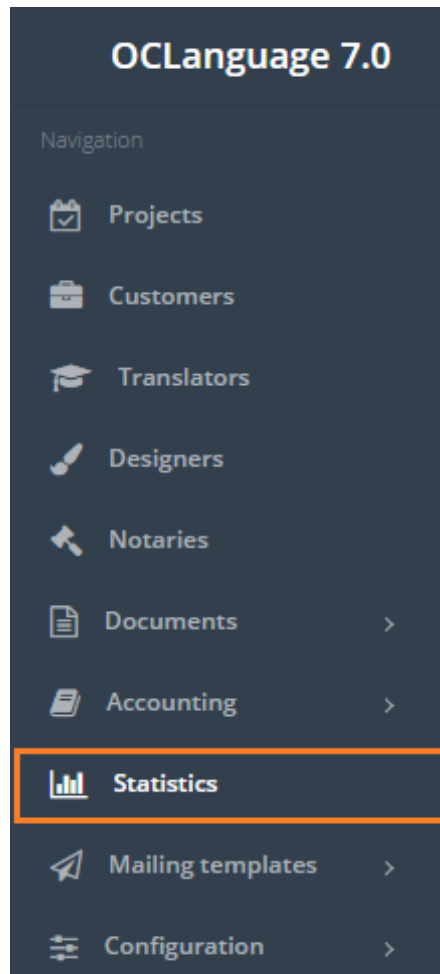 OCLanguage 7.0
Navigation
Projects
Customers
Translators
Designers
Notaries
Documents
Accounting
Statistics
Mailing templates
Configuration